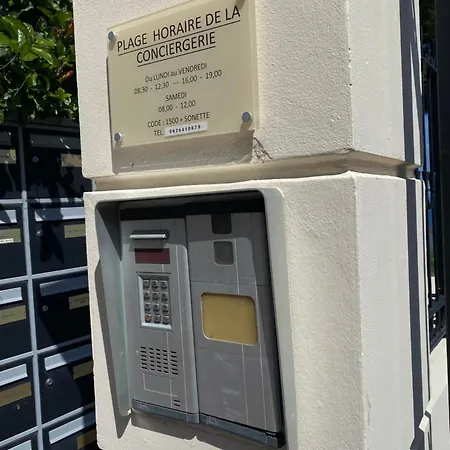 PLAGE HORAIRE DE LA
CONCIERGERIE
Du LUNDI au VENDREDI
08,30 - 12,30 --- 16,00 - 19,00
SAMEDI
08,00 - 12,00
CODE : 1500 + SONETTE
TEL : 0626450679